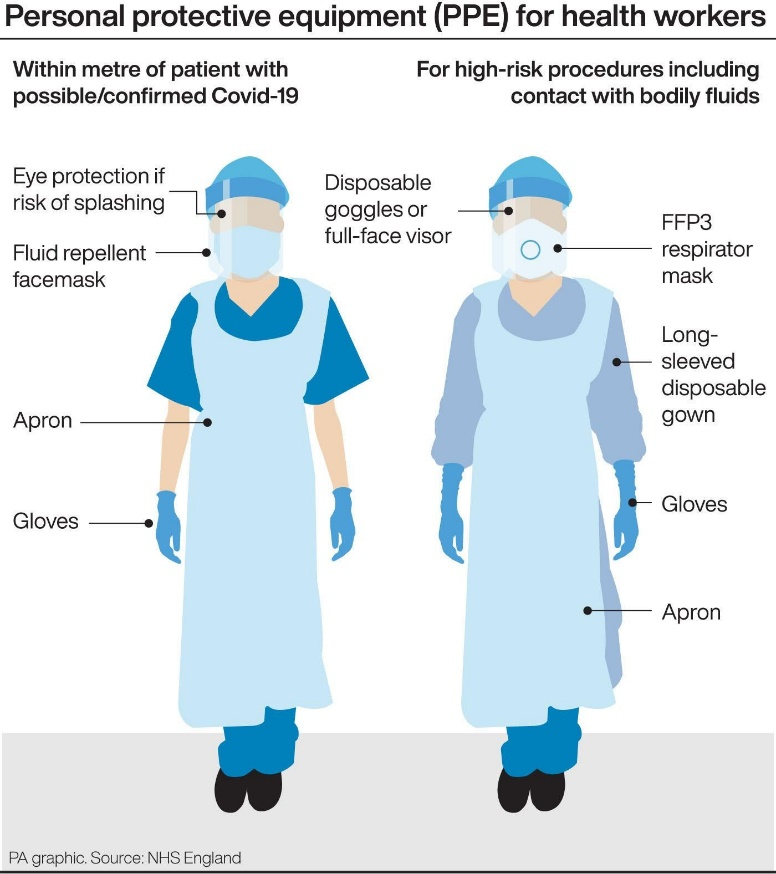 Personal protective equipment (PPE) for health workers
Within metre of patient with
possible/confirmed Covid-19
Eye protection if
risk of splashing
Fluid repellent
facemask
Apron
Gloves
For high-risk procedures including
contact with bodily fluids
Disposable
goggles or
full-face visor
FFP3
respirator
mask
Long-
sleeved
disposable
gown
Gloves
Apron
PA graphic. Source: NHS England